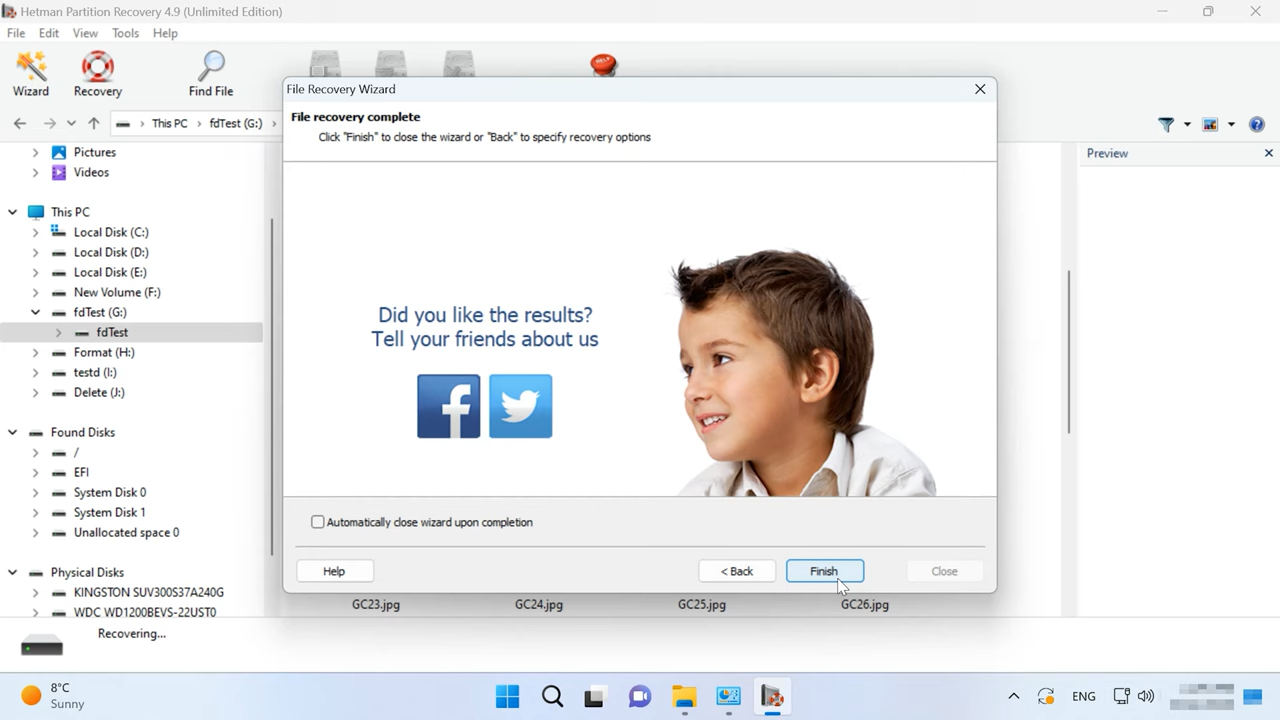 Hetman Partition Recovery 4.9 (Unlimited Edition)
File Edit View Tools Help
Wizard Recovery Find File
HELP
This PC > fdTest (G:) >
Pictures
Videos
This PC
Local Disk (C:)
Local Disk (D:)
Local Disk (E:)
New Volume (F:)
fdTest (G:)
fdTest
Format (H:)
testd (I:)
Delete (J:)
Found Disks
/
EFI
System Disk 0
System Disk 1
Unallocated space 0
Physical Disks
KINGSTON SUV300S37A240G
WDC WD1200BEVS-22UST0
File Recovery Wizard
File recovery complete
Click "Finish" to close the wizard or "Back" to specify recovery options
Did you like the results?
Tell your friends about us
Automatically close wizard upon completion
Help < Back Finish Close
GC23.jpg GC24.jpg GC25.jpg GC26.jpg
Preview
Recovering...
8°C
Sunny
ENG